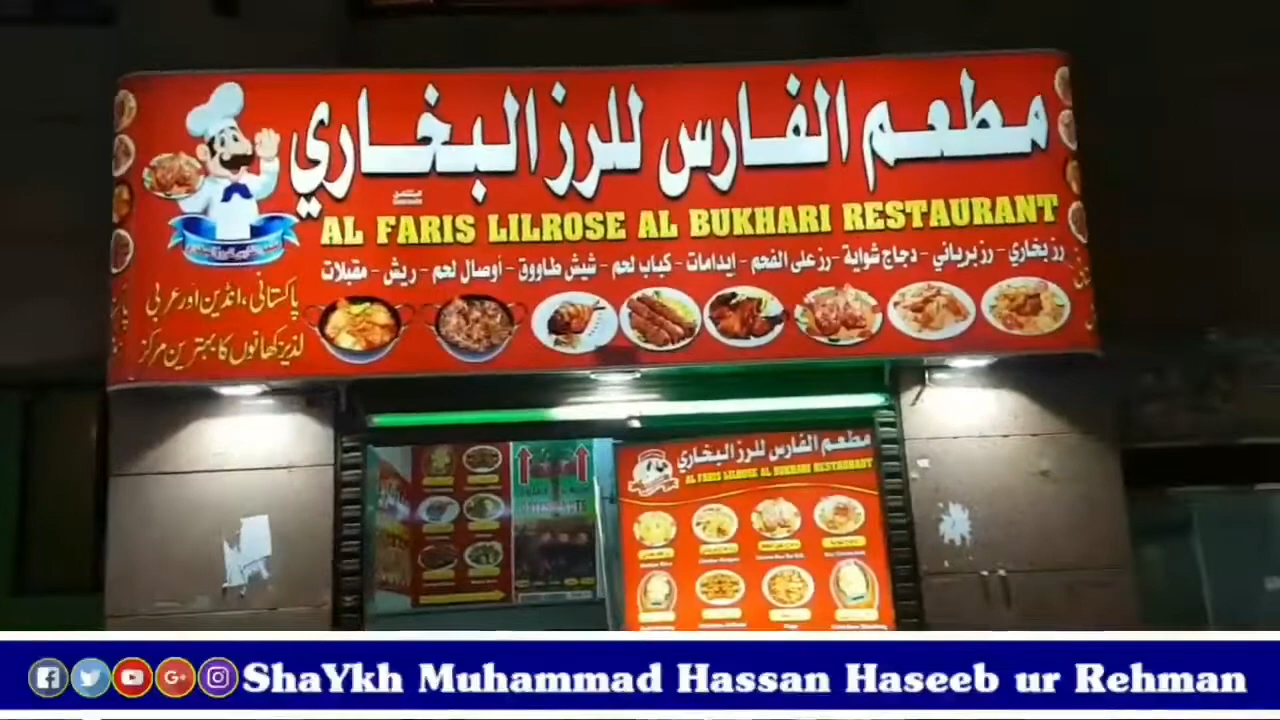 مطعم الفارس للرز البخاري
AL FARIS LILROSE AL BUKHARI RESTAURANT
رز بخاري - رز برياني - دجاج شواية - رز على الفحم - إيدامات - كباب لحم - شيش طاووق - أوصال لحم - ريش - مقبلات
پاکستانی، انڈین اور عربی
لذیذ کھانوں کا بہترین مرکز
مطعم الفارس للرز البخاري
AL FARIS LILROSE AL BUKHARI RESTAURANT
ShaYkh Muhammad Hassan Haseeb ur Rehman